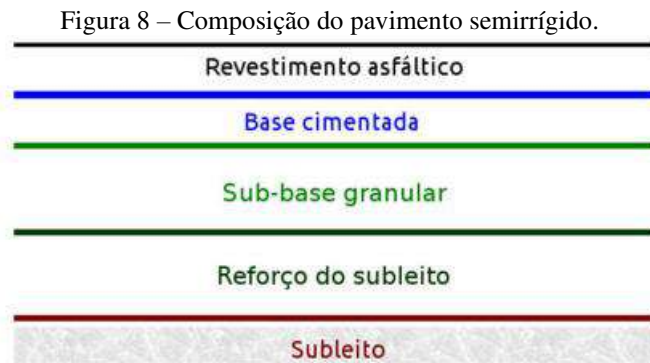 Figura 8 – Composição do pavimento semirrígido.
Revestimento asfáltico
Base cimentada
Sub-base granular
Reforço do subleito
Subleito